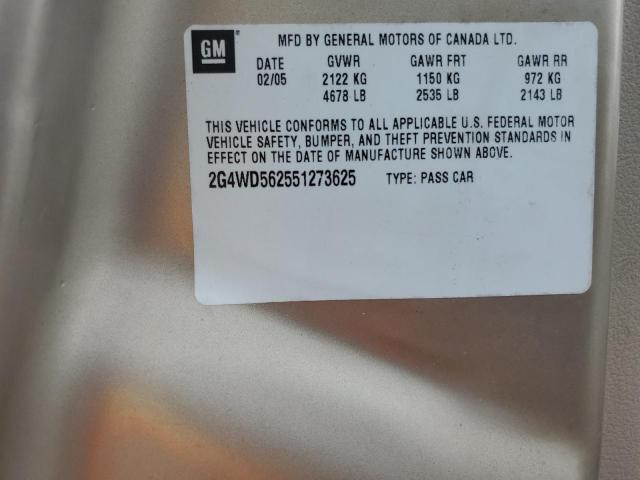 GM
MFD BY GENERAL MOTORS OF CANADA LTD.
DATE GVWR GAWR FRT GAWR RR
02/05 2122 KG 1150 KG 972 KG
4678 LB 2535 LB 2143 LB
THIS VEHICLE CONFORMS TO ALL APPLICABLE U.S. FEDERAL MOTOR
VEHICLE SAFETY, BUMPER, AND THEFT PREVENTION STANDARDS IN
EFFECT ON THE DATE OF MANUFACTURE SHOWN ABOVE.
2G4WD562551273625 TYPE: PASS CAR